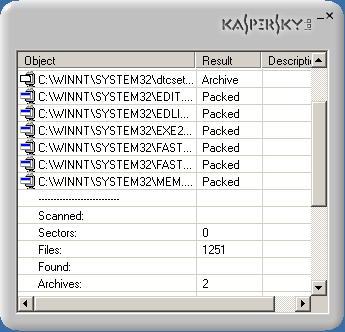 KASPERSKY LAB
Object Result Descriptio
C:\WINNT\SYSTEM32\dtcset... Archive
C:\WINNT\SYSTEM32\EDIT.... Packed
C:\WINNT\SYSTEM32\EDLI... Packed
C:\WINNT\SYSTEM32\EXE2... Packed
C:\WINNT\SYSTEM32\FAST... Packed
C:\WINNT\SYSTEM32\FAST... Packed
C:\WINNT\SYSTEM32\MEM.... Packed
---------------------------
Scanned:
Sectors: 0
Files: 1251
Found:
Archives: 2